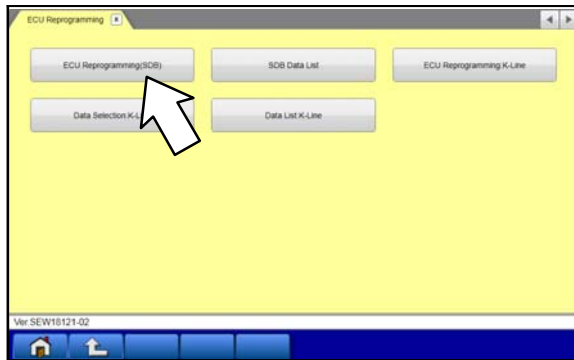 ECU Reprogramming
ECU Reprogramming(SDB)
SDB Data List
ECU Reprogramming:K-Line
Data Selection:K-L
Data List:K-Line
Ver.SEW18121-02